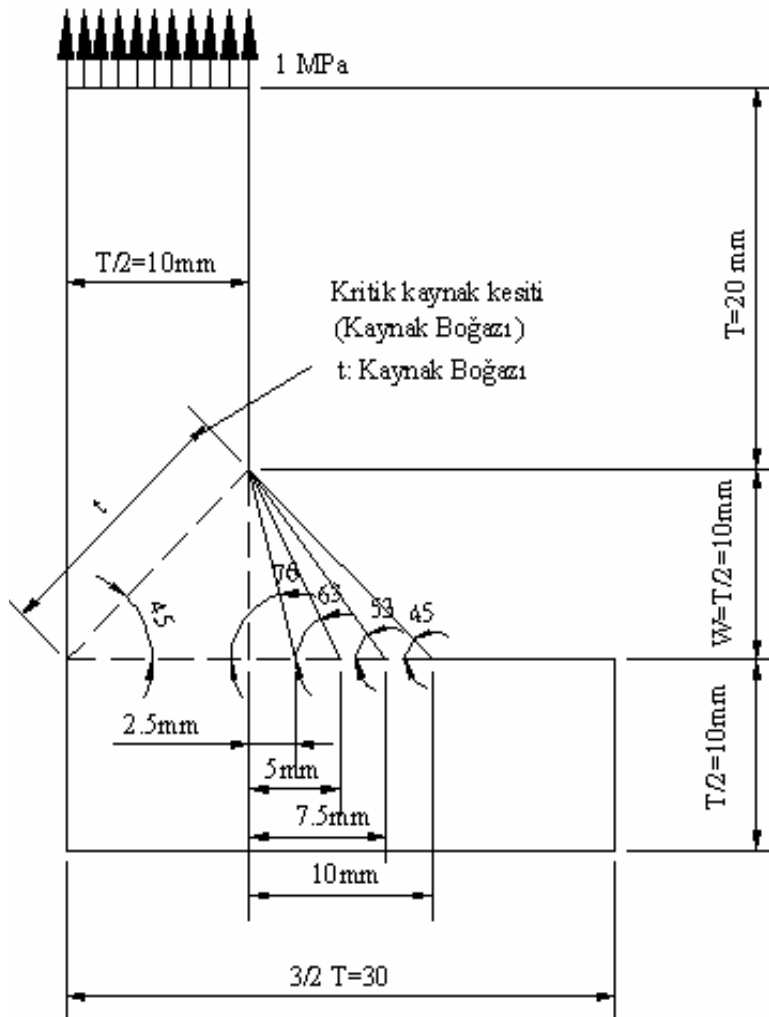 1 MPa
T/2=10mm
Kritik kaynak kesiti
(Kaynak Boğazı)
t: Kaynak Boğazı
T=20 mm
t
45
76
63
53
45
W=T/2=10mm
2.5mm
5mm
7.5mm
10mm
T/2=10mm
3/2 T=30